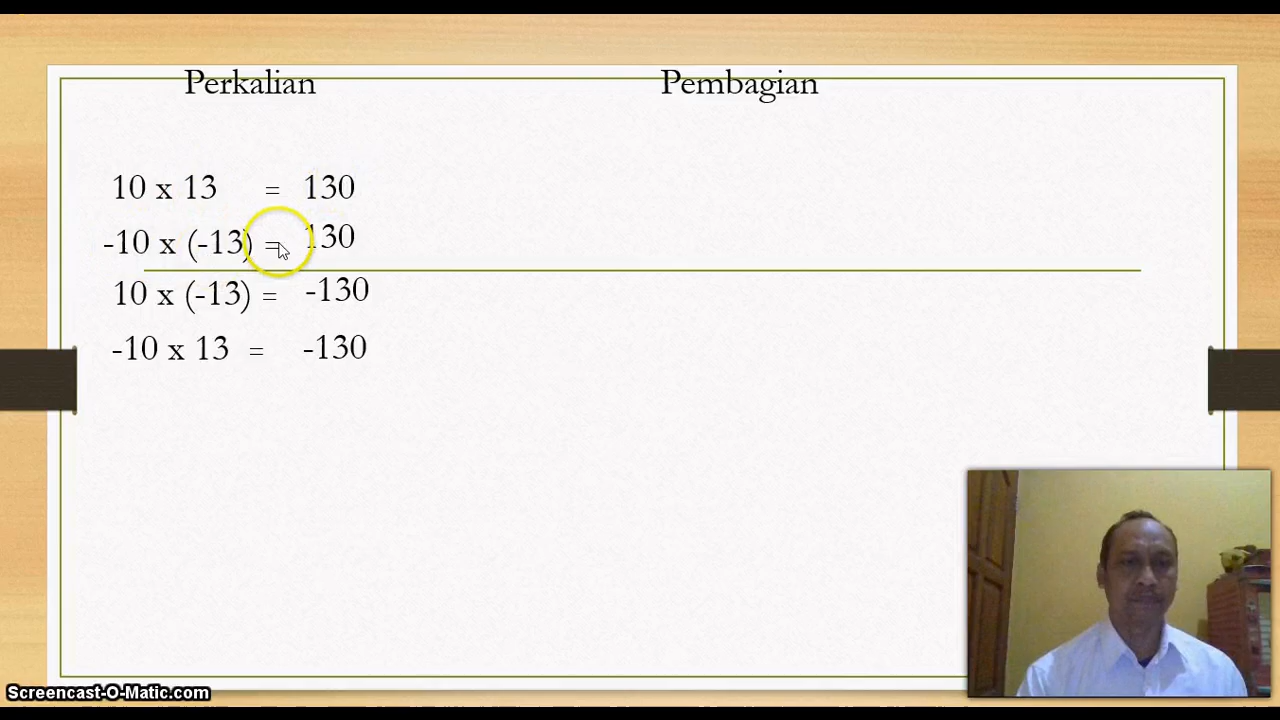 Perkalian Pembagian
10 x 13 = 130
-10 x (-13) = 130
10 x (-13) = -130
-10 x 13 = -130
Screencast-O-Matic.com